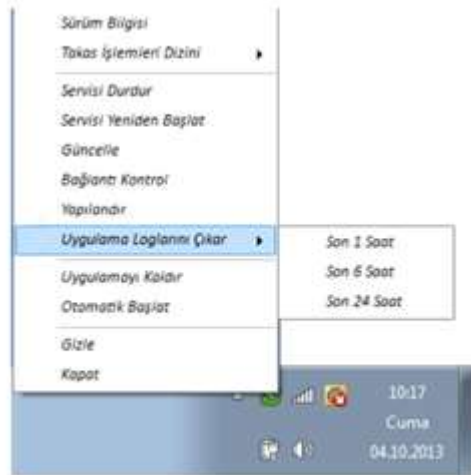 Sürüm Bilgisi
Takas İşlemleri Dizini
Servisi Durdur
Servisi Yeniden Başlat
Güncelle
Bağlantı Kontrol
Yapılandır
Uygulama Loglarını Çıkar
Son 1 Saat
Son 6 Saat
Son 24 Saat
Uygulamayı Kaldır
Otomatik Başlat
Gizle
Kapat
10:17
Cuma
04.10.2013